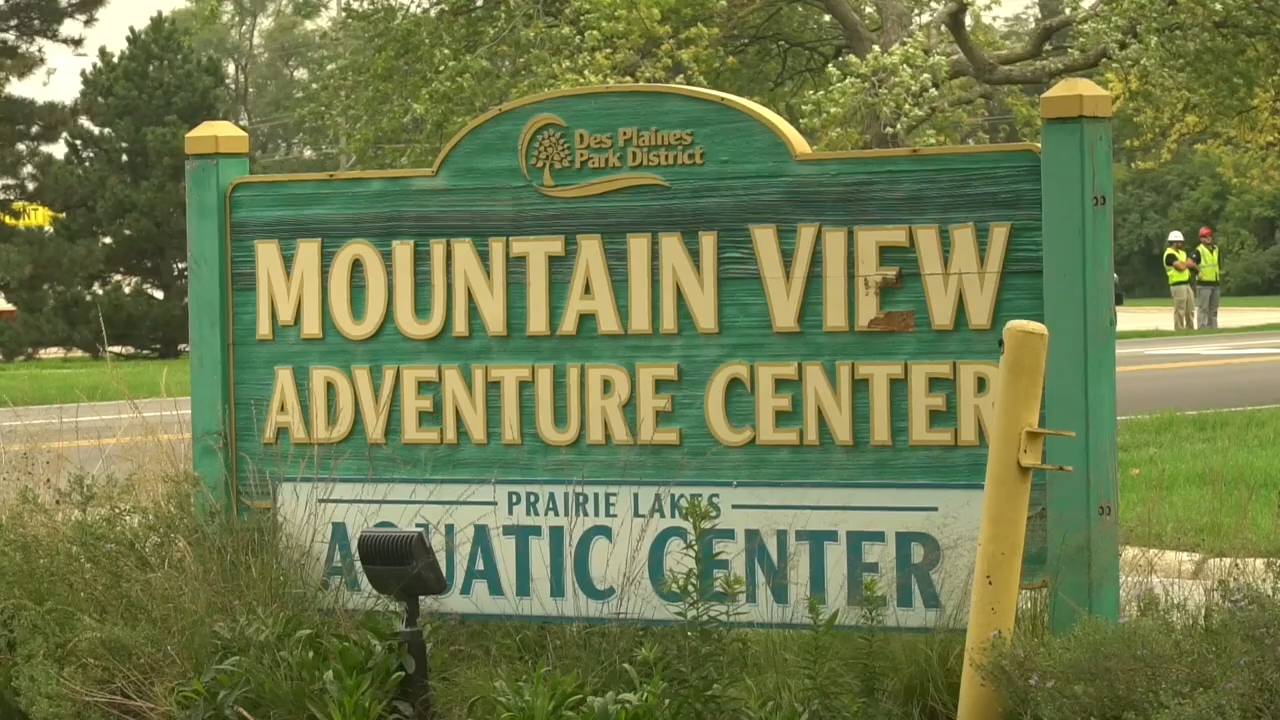 Des Plaines
Park District
MOUNTAIN VIEW
ADVENTURE CENTER
PRAIRIE LAKES
AQUATIC CENTER